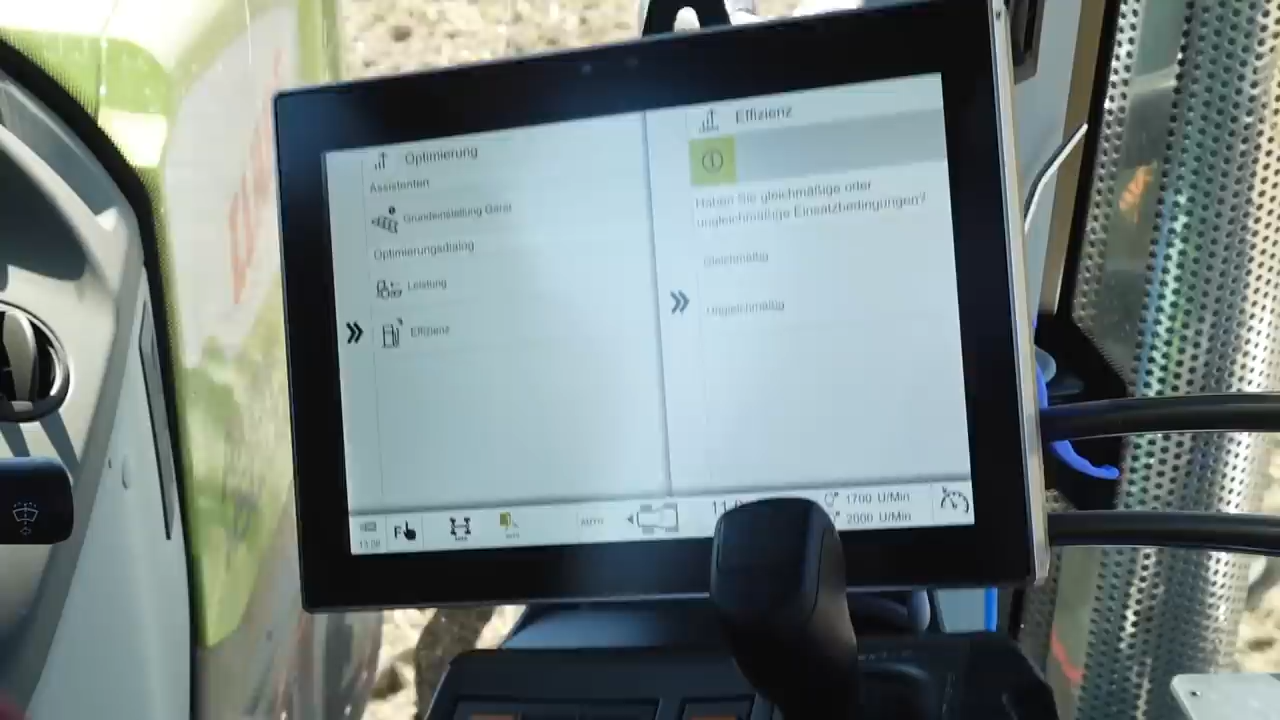 Optimierung
Assistenten
Grundeinstellung Gerät
Optimierungsdialog
Leistung
Effizienz
Effizienz
Haben Sie gleichmäßige oder
ungleichmäßige Einsatzbedingungen?
Gleichmäßig
Ungleichmäßig
F
AUTO
1700 U/Min
2000 U/Min